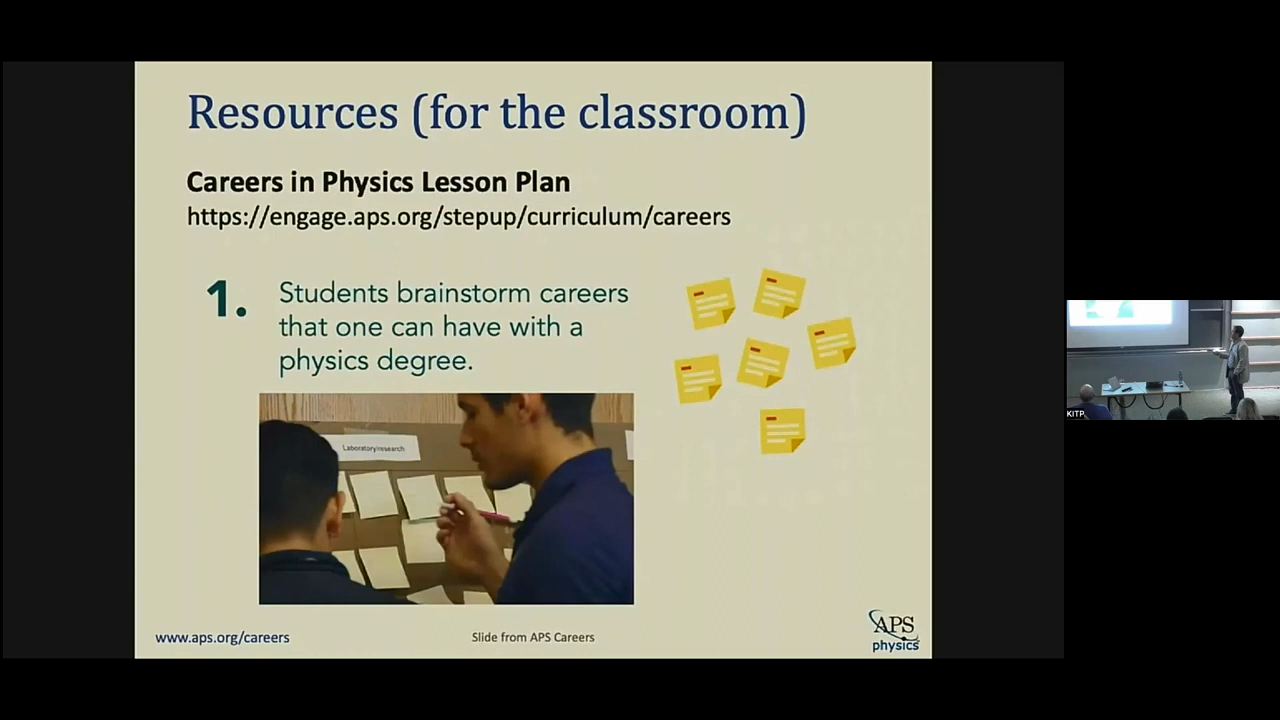 Resources (for the classroom)
Careers in Physics Lesson Plan
https://engage.aps.org/stepup/curriculum/careers
1. Students brainstorm careers
that one can have with a
physics degree.
Laboratory/research
www.aps.org/careers
Slide from APS Careers
APS
physics
KITP